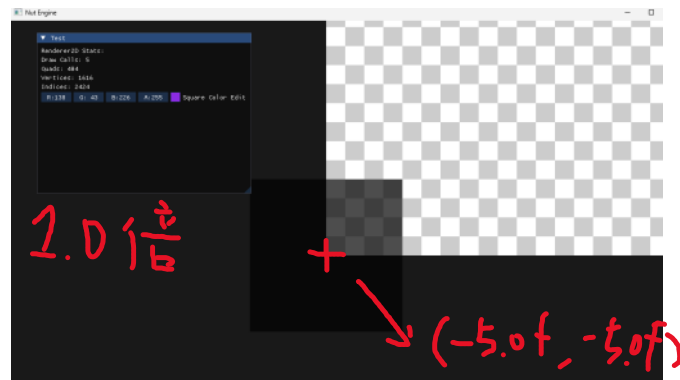 Nut Engine
Test
Renderer2D Stats:
Draw Calls: 5
Quads: 404
Vertices: 1616
Indices: 2424
R:138 G: 43 B:226 A:255 Square Color Edit
1.0倍
(-5.0f, -5.0f)